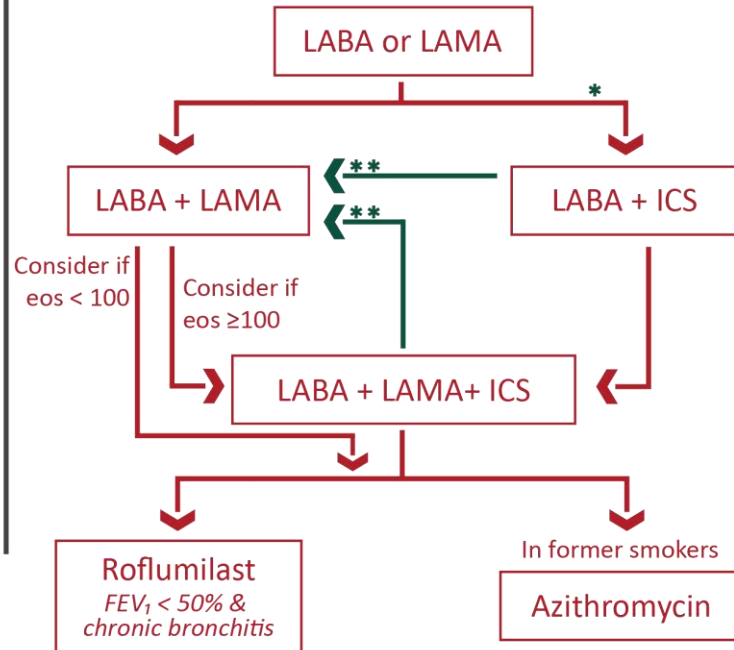 LABA or LAMA
*
LABA + LAMA
**
**
LABA + ICS
Consider if
eos < 100
Consider if
eos ≥100
LABA + LAMA+ ICS
Roflumilast
FEV₁ < 50% &
chronic bronchitis
In former smokers
Azithromycin